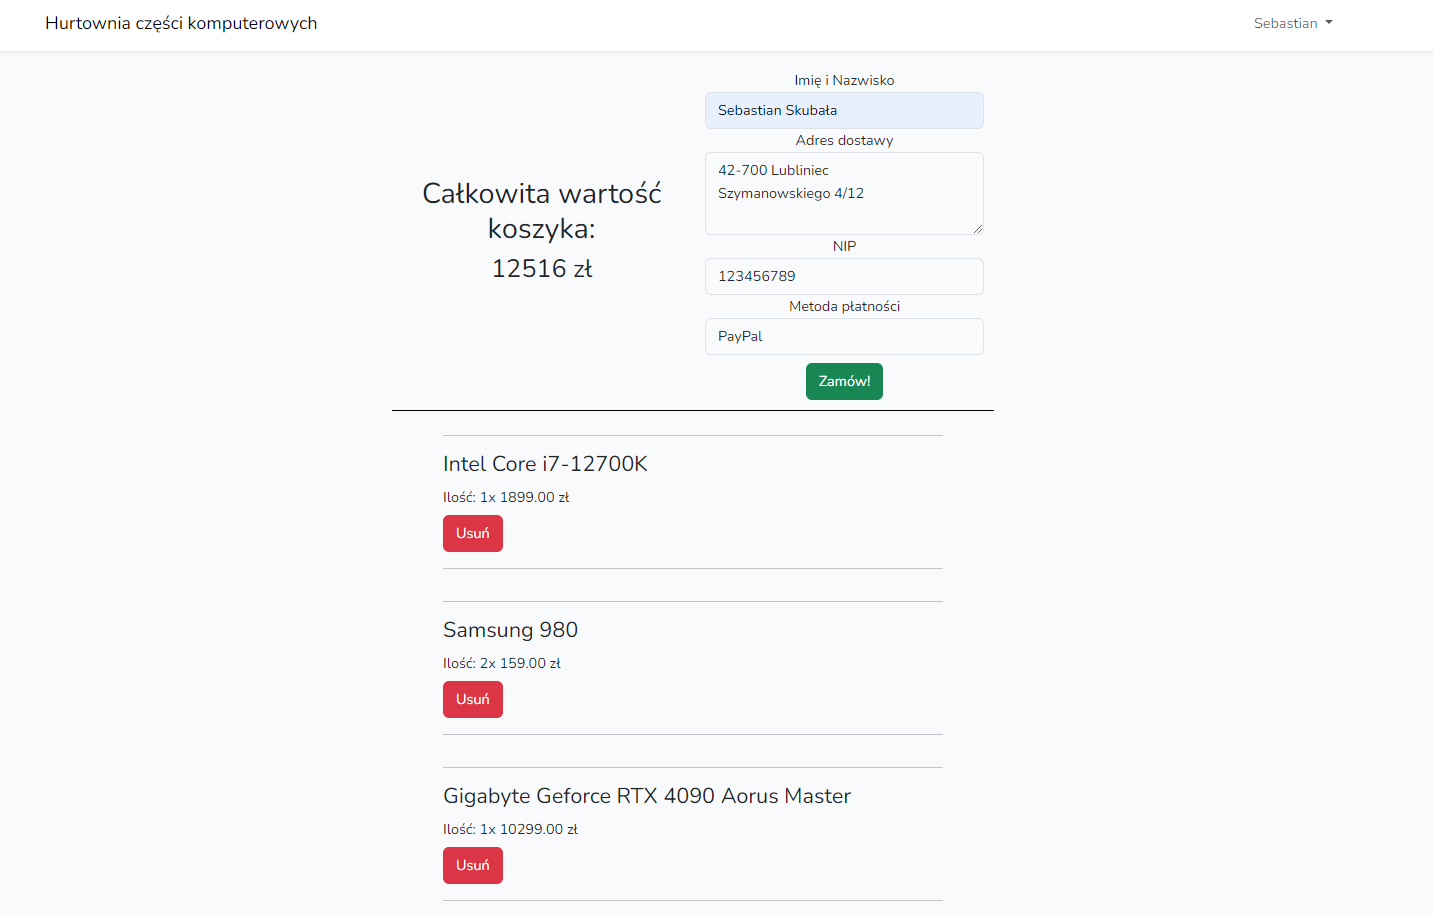 Hurtownia części komputerowych
Sebastian
Całkowita wartość
koszyka:
12516 zł
Imię i Nazwisko
Sebastian Skubała
Adres dostawy
42-700 Lubliniec
Szymanowskiego 4/12
NIP
123456789
Metoda płatności
PayPal
Zamów!
Intel Core i7-12700K
Ilość: 1x 1899.00 zł
Usuń
Samsung 980
Ilość: 2x 159.00 zł
Usuń
Gigabyte Geforce RTX 4090 Aorus Master
Ilość: 1x 10299.00 zł
Usuń